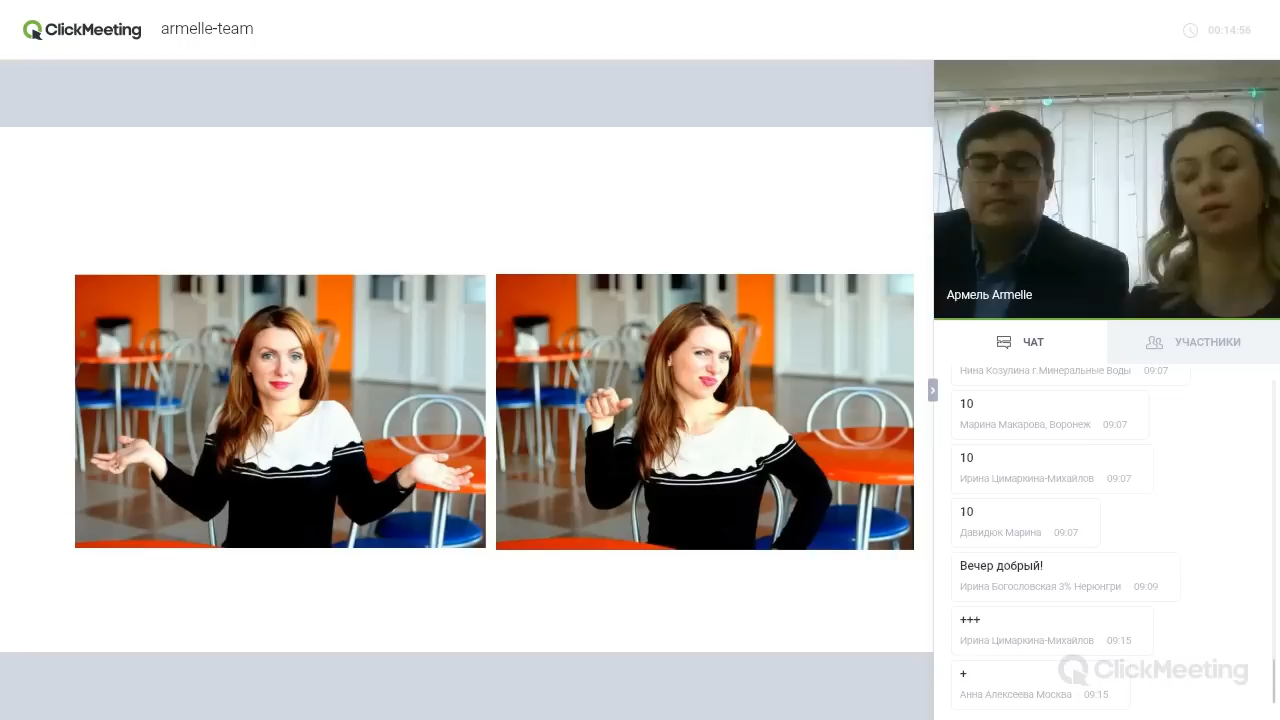 ClickMeeting
armelle-team
00:14:56
Армель Armelle
ЧАТ
УЧАСТНИКИ
Нина Козулина г.Минеральные Воды 09:07
10
Марина Макарова, Воронеж 09:07
10
Ирина Цимаркина-Михайлов 09:07
10
Давидюк Марина 09:07
Вечер добрый!
Ирина Богословская 3% Нерюнгри 09:09
+++
Ирина Цимаркина-Михайлов 09:15
+
Анна Алексеева Москва 09:15
ClickMeeting